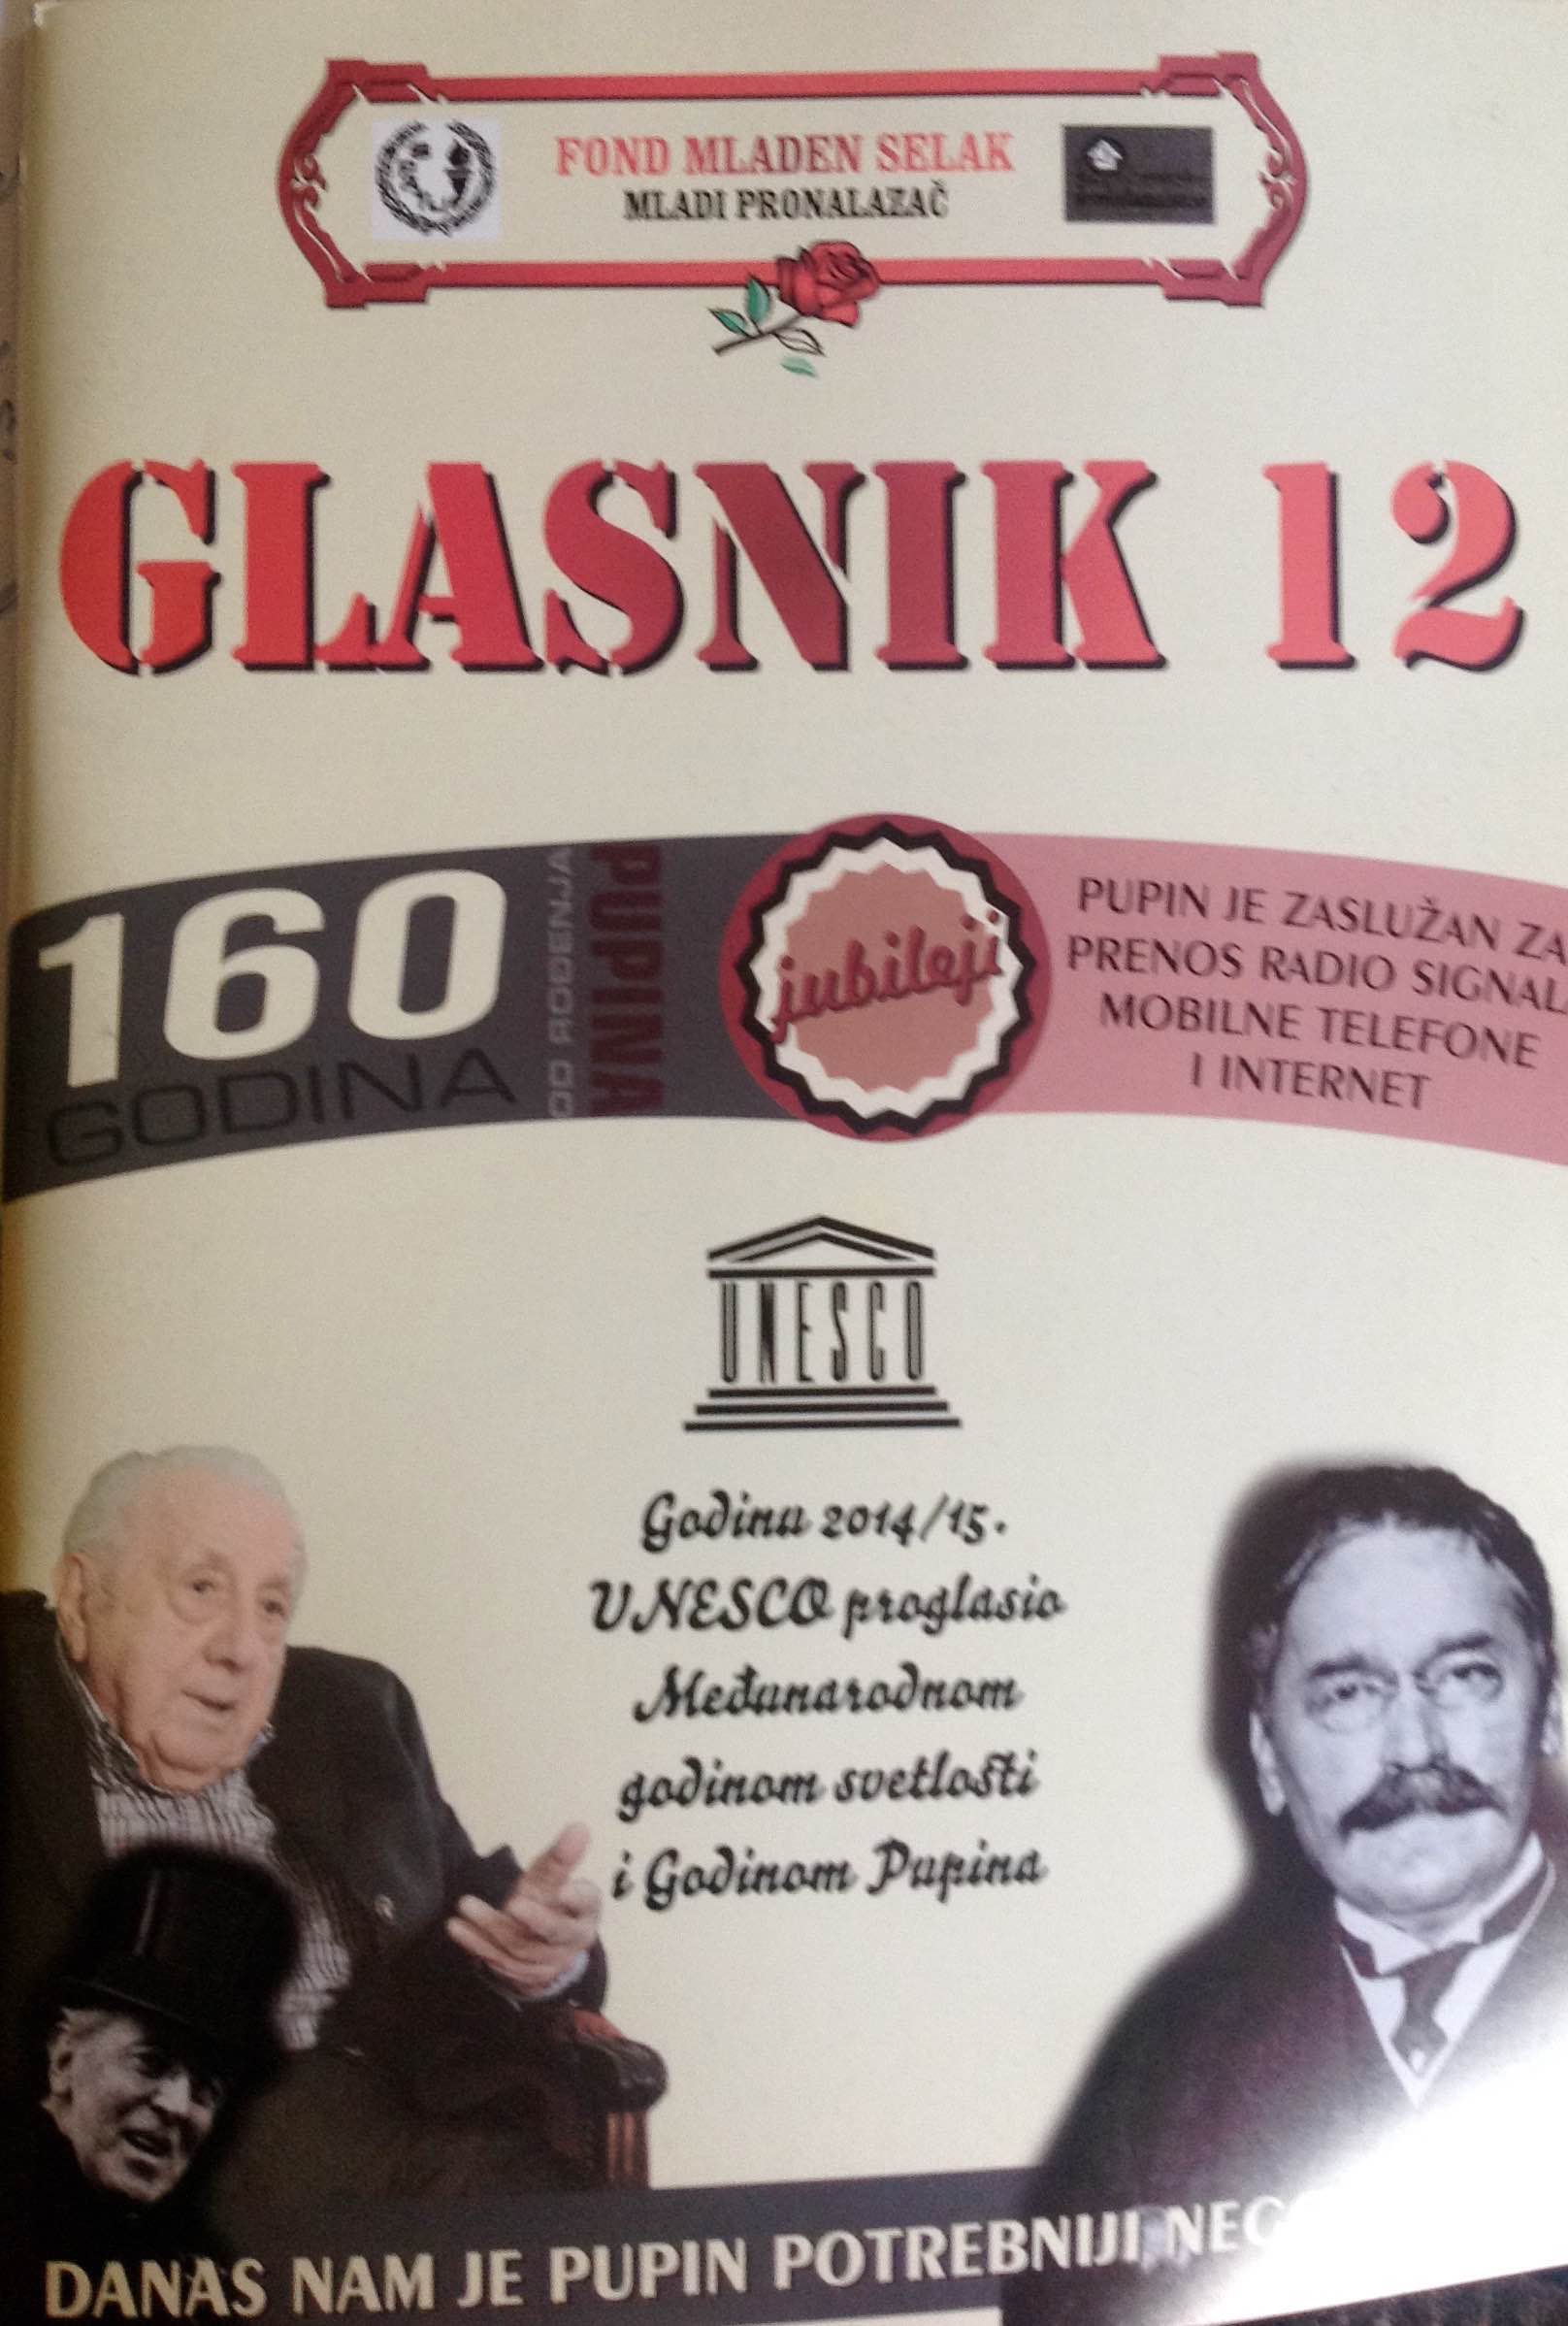 FOND MLADEN SELAK
MLADI PRONALAZAČ
GLASNIK 12
160
GODINA
OD ROĐENJA
PUPINA
jubileji
PUPIN JE ZASLUŽAN ZA
PRENOS RADIO SIGNAL
MOBILNE TELEFONE
I INTERNET
UNESCO
Godinu 2014/15.
UNESCO proglasio
Međunarodnom
godinom svetlosti
i Godinom Pupina
DANAS NAM JE PUPIN POTREBNIJI